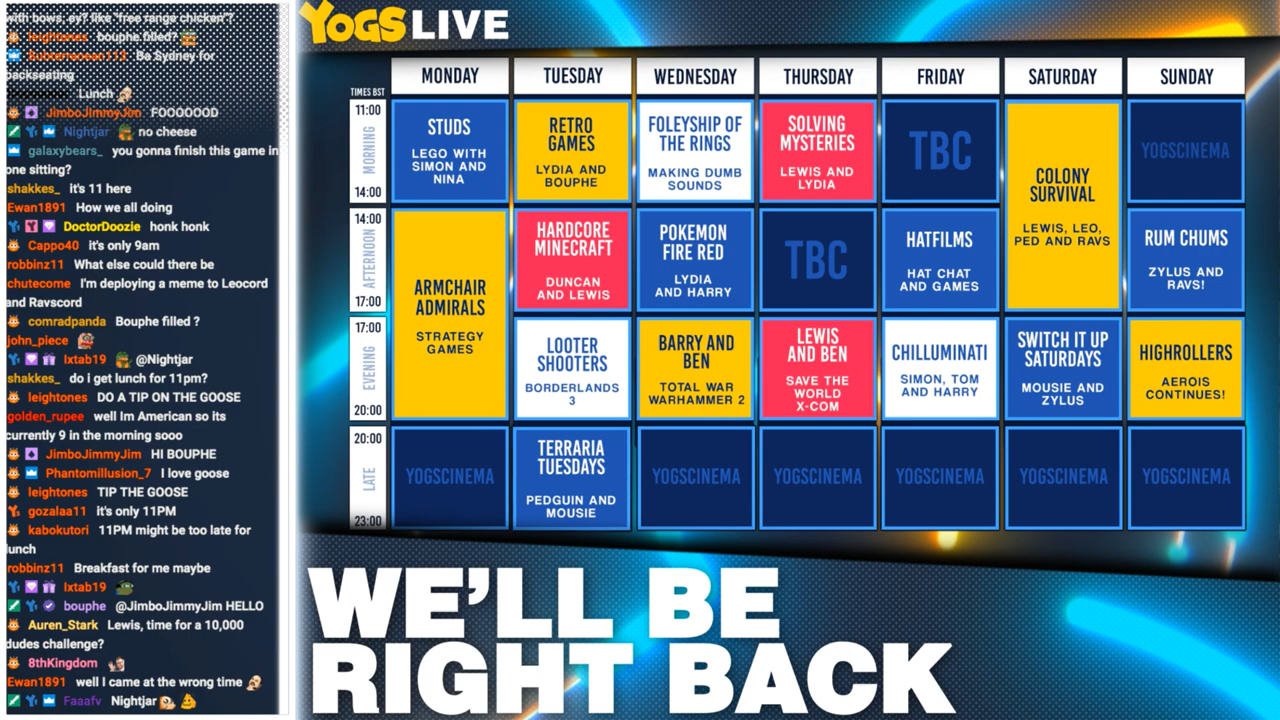 with bows. ey? like "free range chicken"?
leightones bouphe filled?
Be Sydney for
backseating
Lunch
JimboJimmyJim FOOOOOOD
Nightjar no cheese
galaxybears_ you gonna finish this game in
one sitting?
shakkes_ it's 11 here
Ewan1891 How we all doing
DoctorDoozie honk honk
Cappo40 it's only 9am
robbinz11 What else could there be
chutecome I'm deploying a meme to Leocord
and Ravscord
comradpanda Bouphe filled ?
john_piece
Ixtab19 @Nightjar
shakkes_ do i get lunch for 11pm?
leightones DO A TIP ON THE GOOSE
golden_rupee well Im American so its
currently 9 in the morning sooo
JimboJimmyJim HI BOUPHE
Phantomillusion_7 I love goose
leightones TIP THE GOOSE
gozalaa11 it's only 11PM
kabokutori 11PM might be too late for
lunch
robbinz11 Breakfast for me maybe
Ixtab19
bouphe @JimboJimmyJim HELLO
Auren_Stark Lewis, time for a 10,000
dudes challenge?
8thKingdom
Ewan1891 well I came at the wrong time
Faaafv Nightjar
YOGS LIVE
TIMES BST
MONDAY TUESDAY WEDNESDAY THURSDAY FRIDAY SATURDAY SUNDAY
11:00
MORNING
14:00
STUDS
LEGO WITH
SIMON AND
NINA
RETRO
GAMES
LYDIA AND
BOUPHE
FOLEYSHIP OF
THE RINGS
MAKING DUMB
SOUNDS
SOLVING
MYSTERIES
LEWIS AND
LYDIA
TBC
COLONY
SURVIVAL
LEWIS, LEO,
PED AND RAVS
YOGSCINEMA
14:00
AFTERNOON
17:00
ARMCHAIR
ADMIRALS
STRATEGY
GAMES
HARDCORE
MINECRAFT
DUNCAN
AND LEWIS
POKEMON
FIRE RED
LYDIA
AND HARRY
TBC
HATFILMS
HAT CHAT
AND GAMES
RUM CHUMS
ZYLUS AND
RAVS!
17:00
EVENING
20:00
LOOTER
SHOOTERS
BORDERLANDS
3
BARRY AND
BEN
TOTAL WAR
WARHAMMER 2
LEWIS
AND BEN
SAVE THE
WORLD
X-COM
CHILLUMINATI
SIMON, TOM
AND HARRY
SWITCH IT UP
SATURDAYS
MOUSIE AND
ZYLUS
HIGHROLLERS
AEROIS
CONTINUES!
20:00
LATE
23:00
YOGSCINEMA
TERRARIA
TUESDAYS
PEDGUIN AND
MOUSIE
YOGSCINEMA
YOGSCINEMA
YOGSCINEMA
YOGSCINEMA
YOGSCINEMA
WE'LL BE
RIGHT BACK